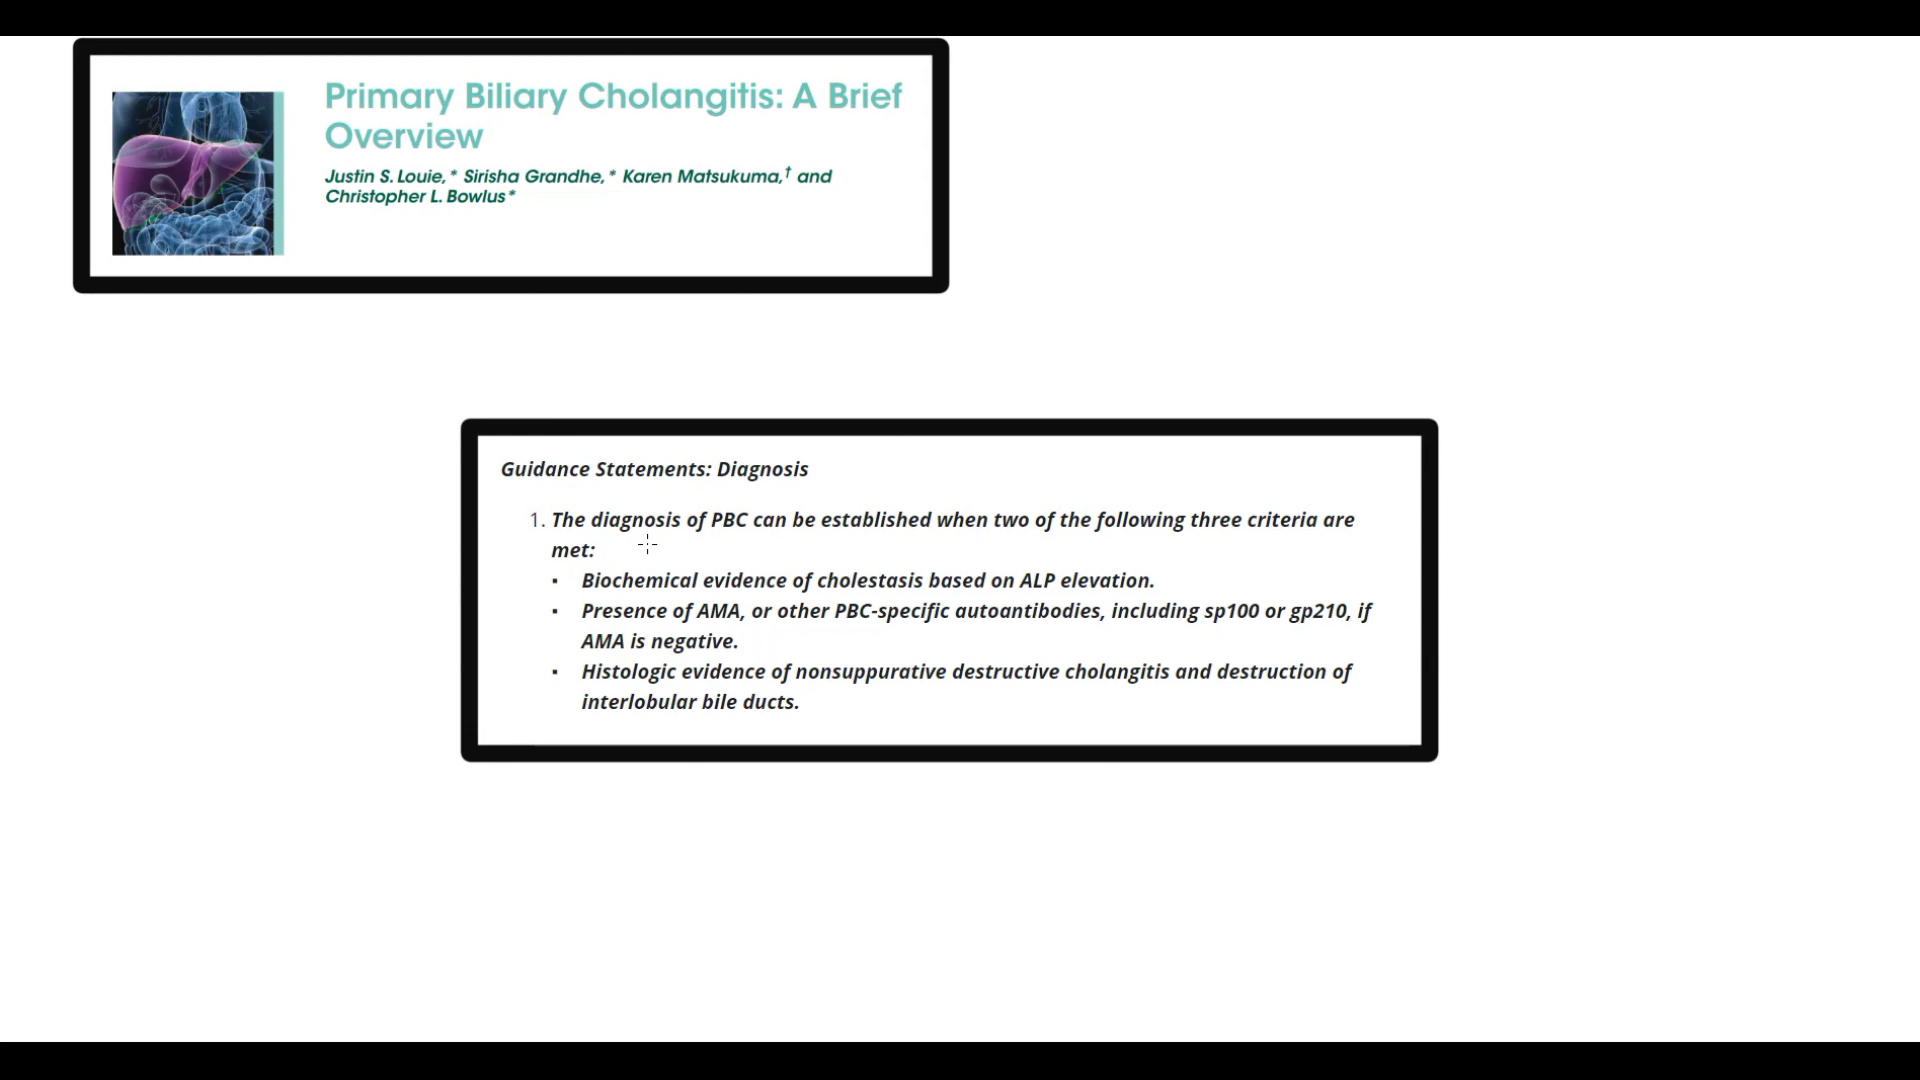 Primary Biliary Cholangitis: A Brief
Overview
Justin S. Louie,* Sirisha Grandhe,* Karen Matsukuma,† and
Christopher L. Bowlus*
Guidance Statements: Diagnosis
1. The diagnosis of PBC can be established when two of the following three criteria are
met:
▪ Biochemical evidence of cholestasis based on ALP elevation.
▪ Presence of AMA, or other PBC-specific autoantibodies, including sp100 or gp210, if
AMA is negative.
▪ Histologic evidence of nonsuppurative destructive cholangitis and destruction of
interlobular bile ducts.